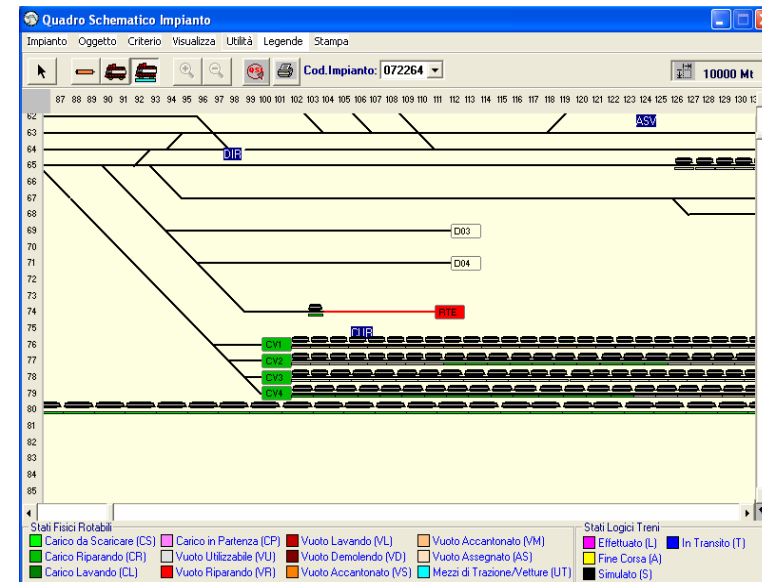 Quadro Schematico Impianto
Impianto Oggetto Criterio Visualizza Utilità Legende Stampa
Cod.Impianto: 072264 10000 Mt
87 88 89 90 91 92 93 94 95 96 97 98 99 100 101 102 103 104 105 106 107 108 109 110 111 112 113 114 115 116 117 118 119 120 121 122 123 124 125 126 127 128 129 130
62 ASV
63
64 DIR
65
66
67
68
69 D03
70
71 D04
72
73
74 RTE
75 CUB
76 CV1
77 CV2
78 CV3
79 CV4
80
81
82
83
84
85
Stati Fisici Rotabili Stati Logici Treni
Carico da Scaricare (CS) Carico in Partenza (CP) Vuoto Lavando (VL) Vuoto Accantonato (VM) Effettuato (L) In Transito (T)
Carico Riparando (CR) Vuoto Utilizzabile (VU) Vuoto Demolendo (VD) Vuoto Assegnato (AS) Fine Corsa (A)
Carico Lavando (CL) Vuoto Riparando (VR) Vuoto Accantonato (VS) Mezzi di Trazione/Vetture (UT) Simulato (S)